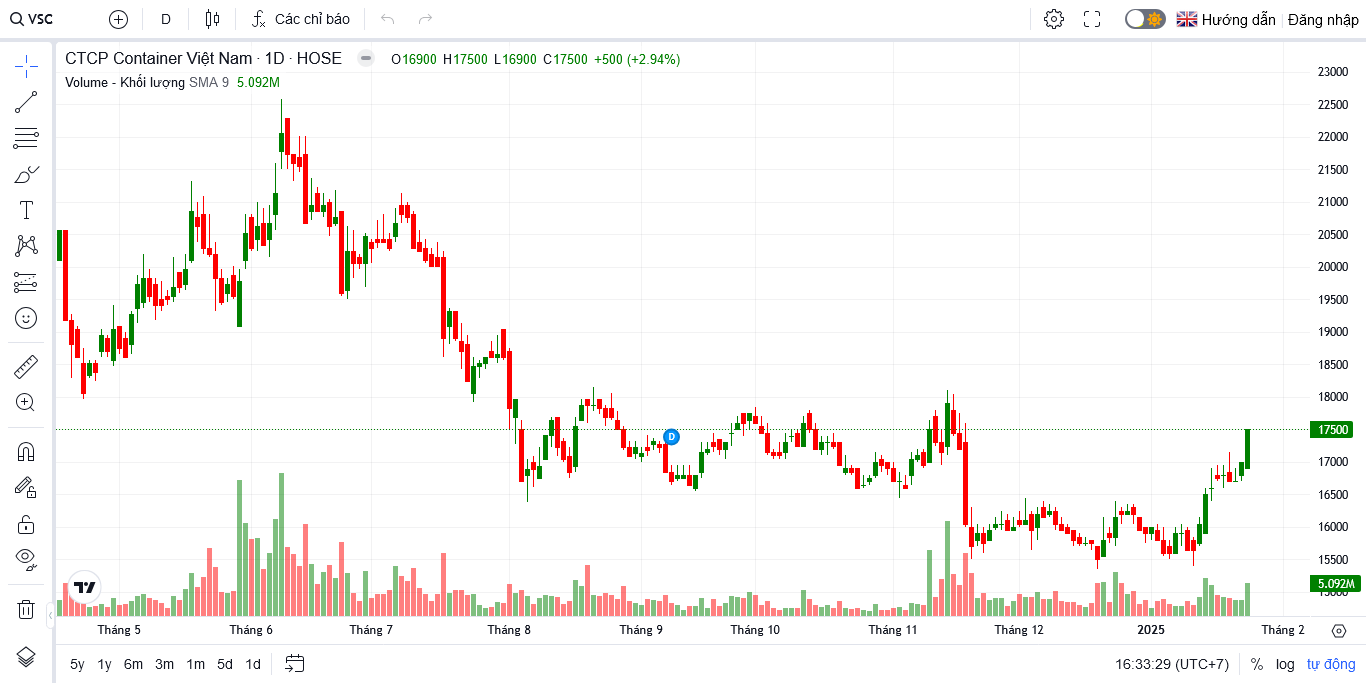 VSC D Các chỉ báo Hướng dẫn Đăng nhập
CTCP Container Việt Nam · 1D · HOSE O16900 H17500 L16900 C17500 +500 (+2.94%)
Volume - Khối lượng SMA 9 5.092M
23000
22500
22000
21500
21000
20500
20000
19500
19000
18500
18000
17500
17000
16500
16000
15500
5.092M
15000
D
Tháng 5 Tháng 6 Tháng 7 Tháng 8 Tháng 9 Tháng 10 Tháng 11 Tháng 12 2025 Tháng 2
5y 1y 6m 3m 1m 5d 1d 16:33:29 (UTC+7) % log tự động